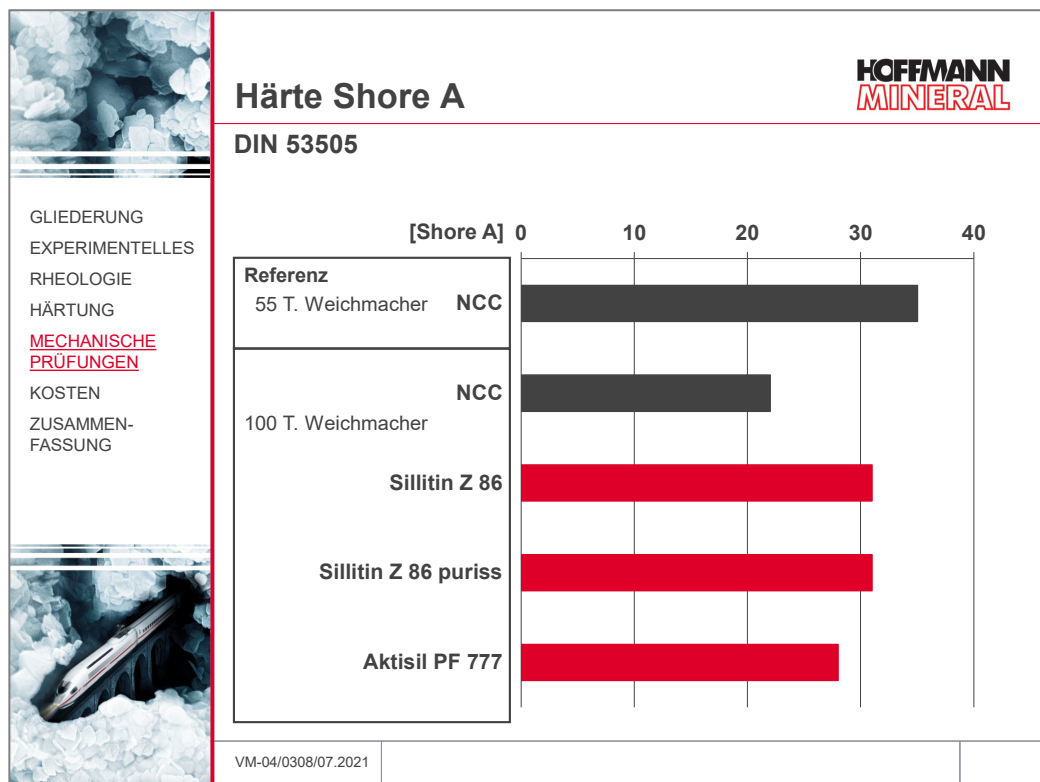 HOFFMANN
MINERAL
Härte Shore A
DIN 53505
GLIEDERUNG
EXPERIMENTELLES
RHEOLOGIE
HÄRTUNG
MECHANISCHE
PRÜFUNGEN
KOSTEN
ZUSAMMEN-
FASSUNG
[Shore A] 0 10 20 30 40
Referenz
55 T. Weichmacher NCC
NCC
100 T. Weichmacher
Sillitin Z 86
Sillitin Z 86 puriss
Aktisil PF 777
VM-04/0308/07.2021